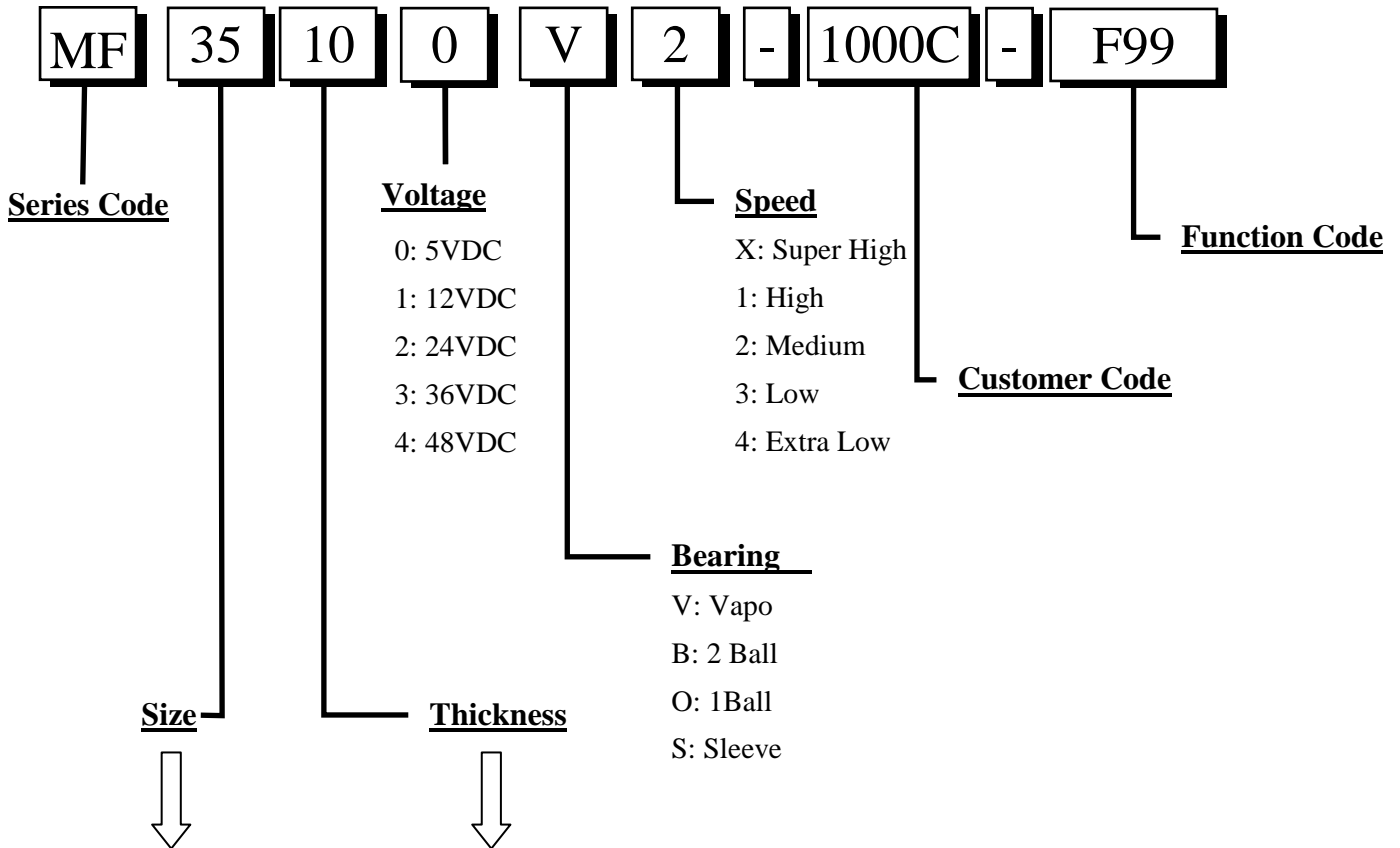 MF 35 10 0 V 2 - 1000C - F99
Series Code
Voltage
0: 5VDC
1: 12VDC
2: 24VDC
3: 36VDC
4: 48VDC
Speed
X: Super High
1: High
2: Medium
3: Low
4: Extra Low
Function Code
Customer Code
Bearing
V: Vapo
B: 2 Ball
O: 1Ball
S: Sleeve
Size
Thickness